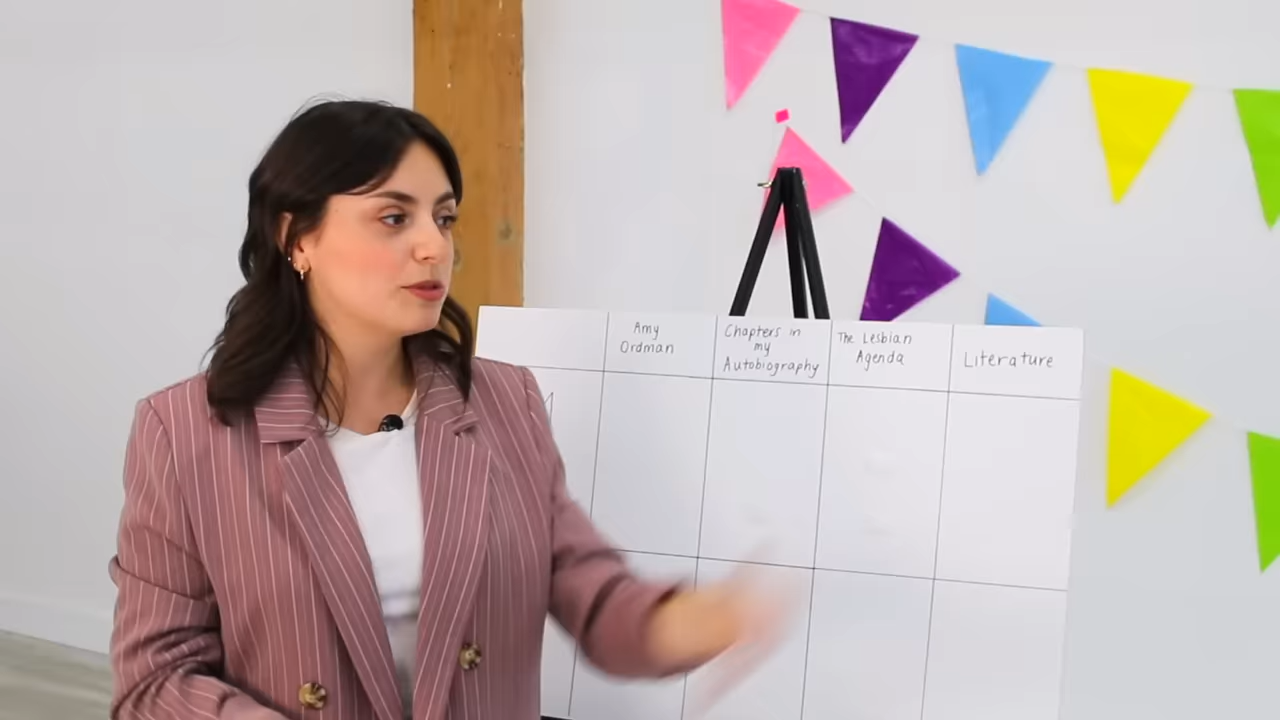 Amy
Ordman
Chapters in
my
Autobiography
The Lesbian
Agenda
Literature